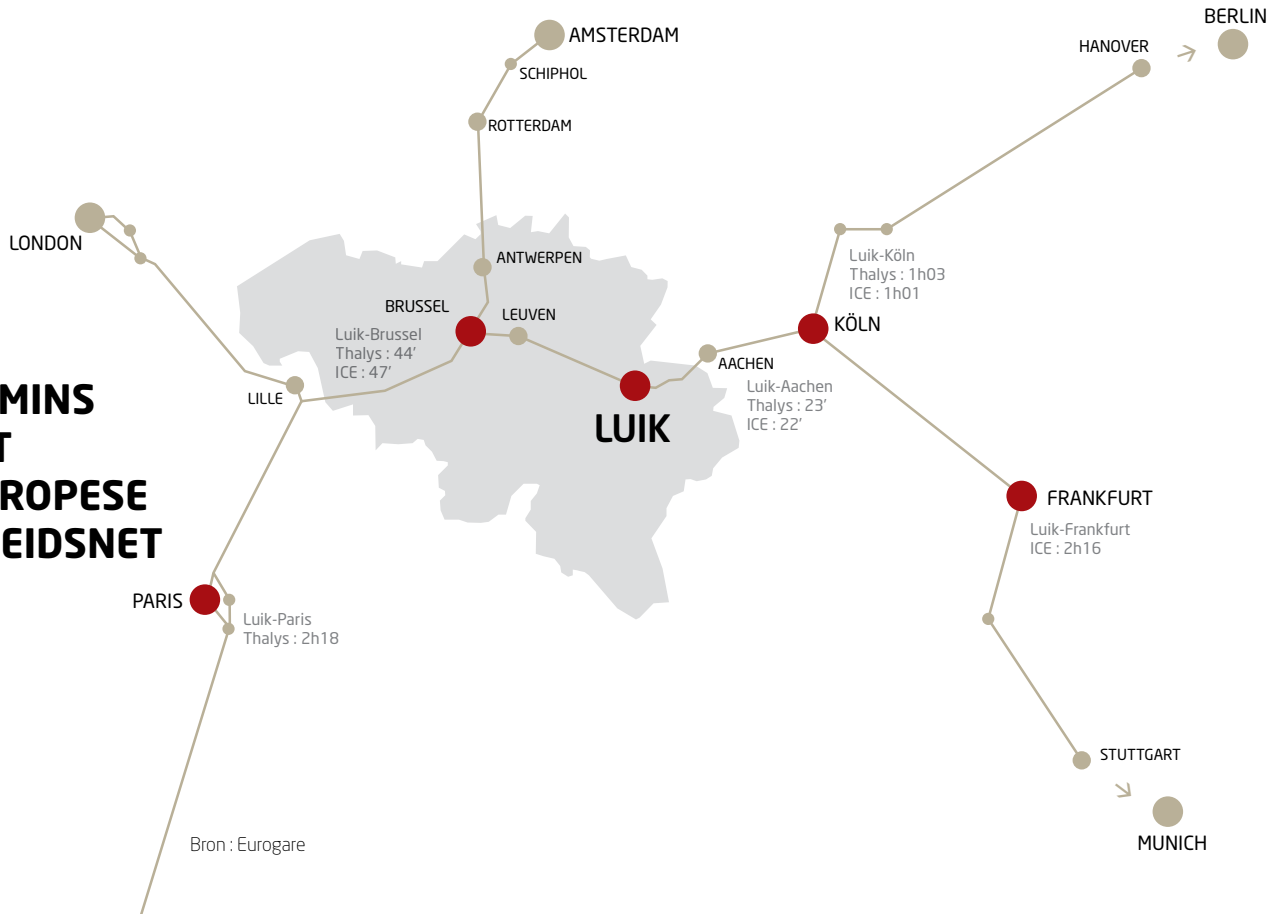 BERLIN
AMSTERDAM
HANOVER
SCHIPHOL
ROTTERDAM
LONDON
ANTWERPEN
Luik-Köln
Thalys : 1h03
ICE : 1h01
BRUSSEL
LEUVEN
KÖLN
Luik-Brussel
Thalys : 44'
ICE : 47'
AACHEN
Luik-Aachen
Thalys : 23'
ICE : 22'
LILLE
LUIK
MINS
T
ROPESE
EIDSNET
FRANKFURT
Luik-Frankfurt
ICE : 2h16
PARIS
Luik-Paris
Thalys : 2h18
STUTTGART
MUNICH
Bron : Eurogare